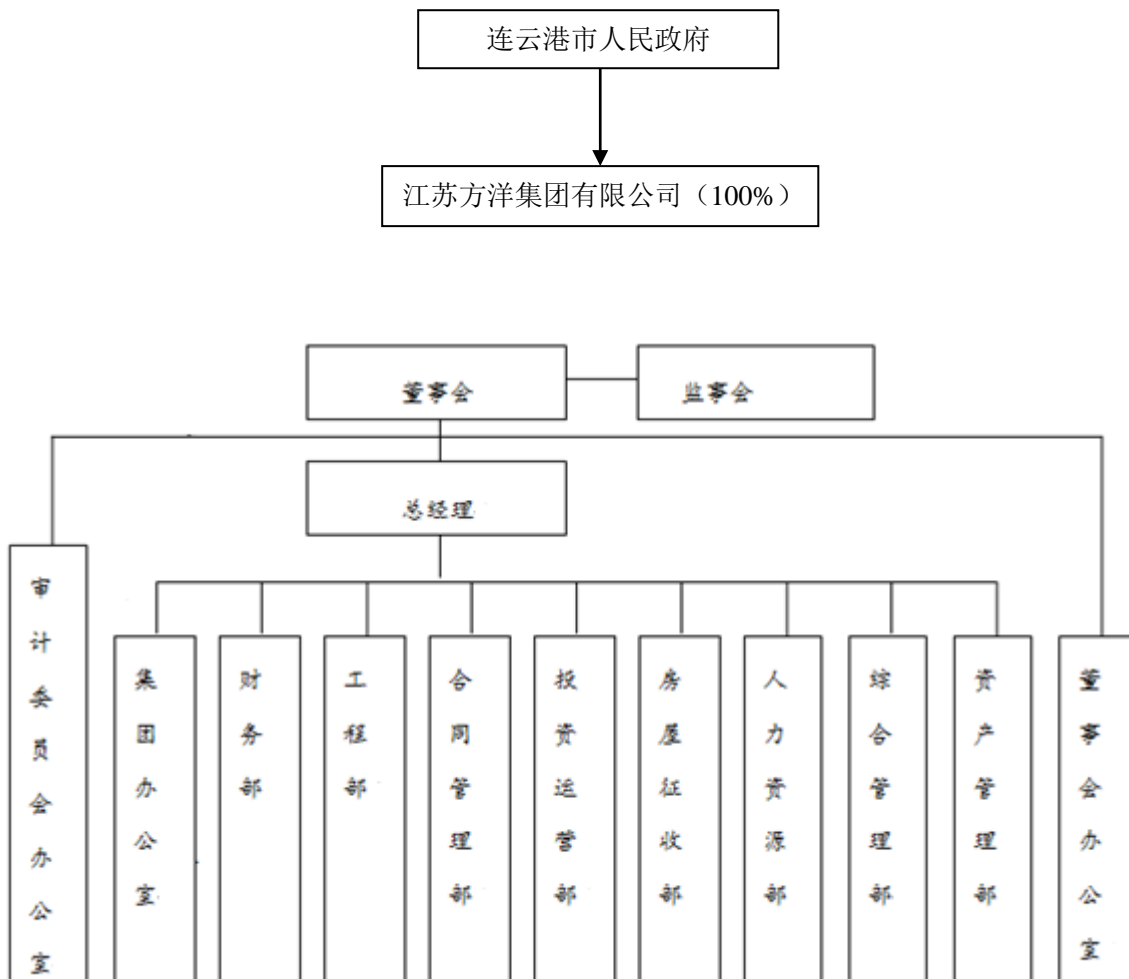 连云港市人民政府
江苏方洋集团有限公司（100%）
董事会
监事会
总经理
审计委员会办公室
集团办公室
财务部
工程部
合同管理部
投资运营部
房屋征收部
人力资源部
综合管理部
资产管理部
董事会办公室